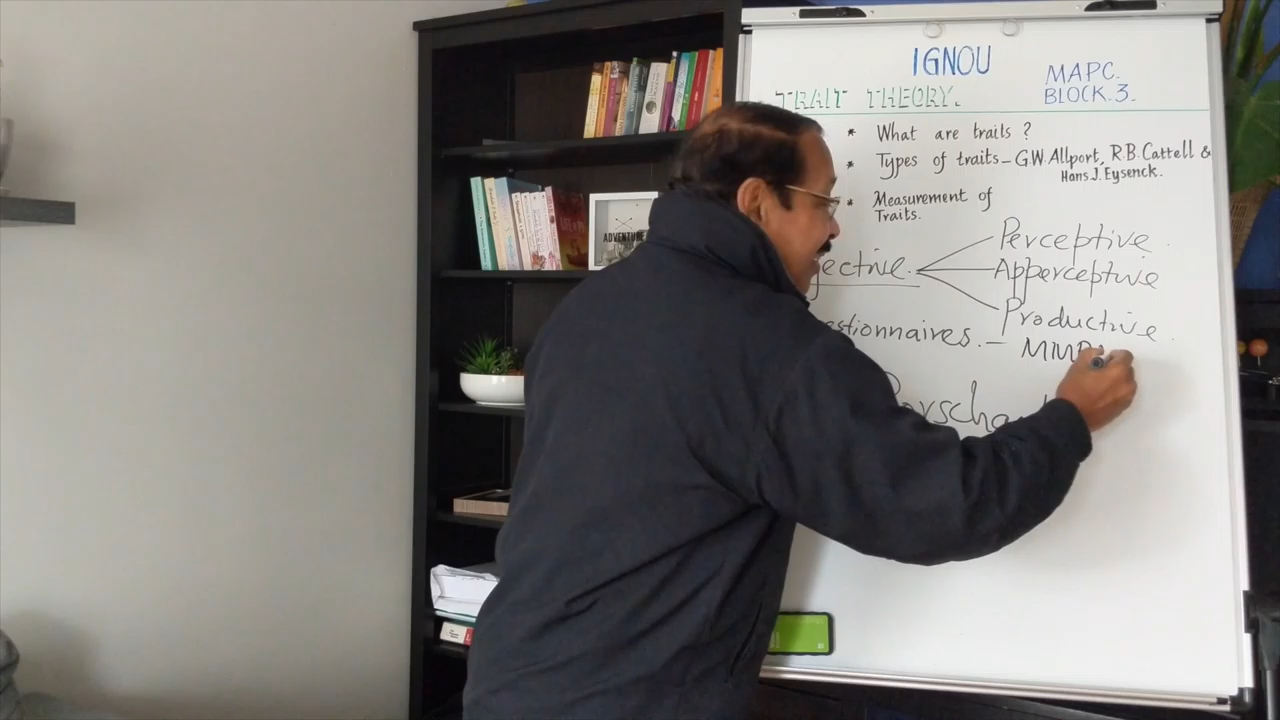 IGNOU
TRAIT THEORY.
MAPC.
BLOCK.3.
* What are traits ?
* Types of traits - G.W. Allport, R.B. Cattell &
Hans J. Eysenck.
* Measurement of
Traits.
Perceptive
Apperceptive
Productive
ADVENTURE